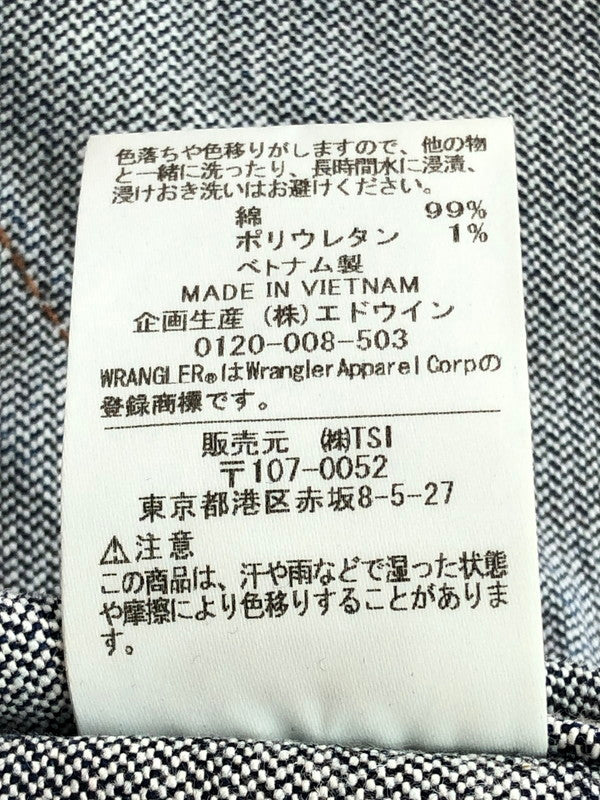 色落ちや色移りがしますので、他の物
と一緒に洗ったり、長時間水に浸漬、
浸けおき洗いはお避けください。
綿 99%
ポリウレタン 1%
ベトナム製
MADE IN VIETNAM
企画生産 (株)エドウイン
0120-008-503
WRANGLER®はWrangler Apparel Corpの
登録商標です。
販売元 ㈱TSI
〒107-0052
東京都港区赤坂8-5-27
⚠注意
この商品は、汗や雨などで湿った状態
や摩擦により色移りすることがありま
す。